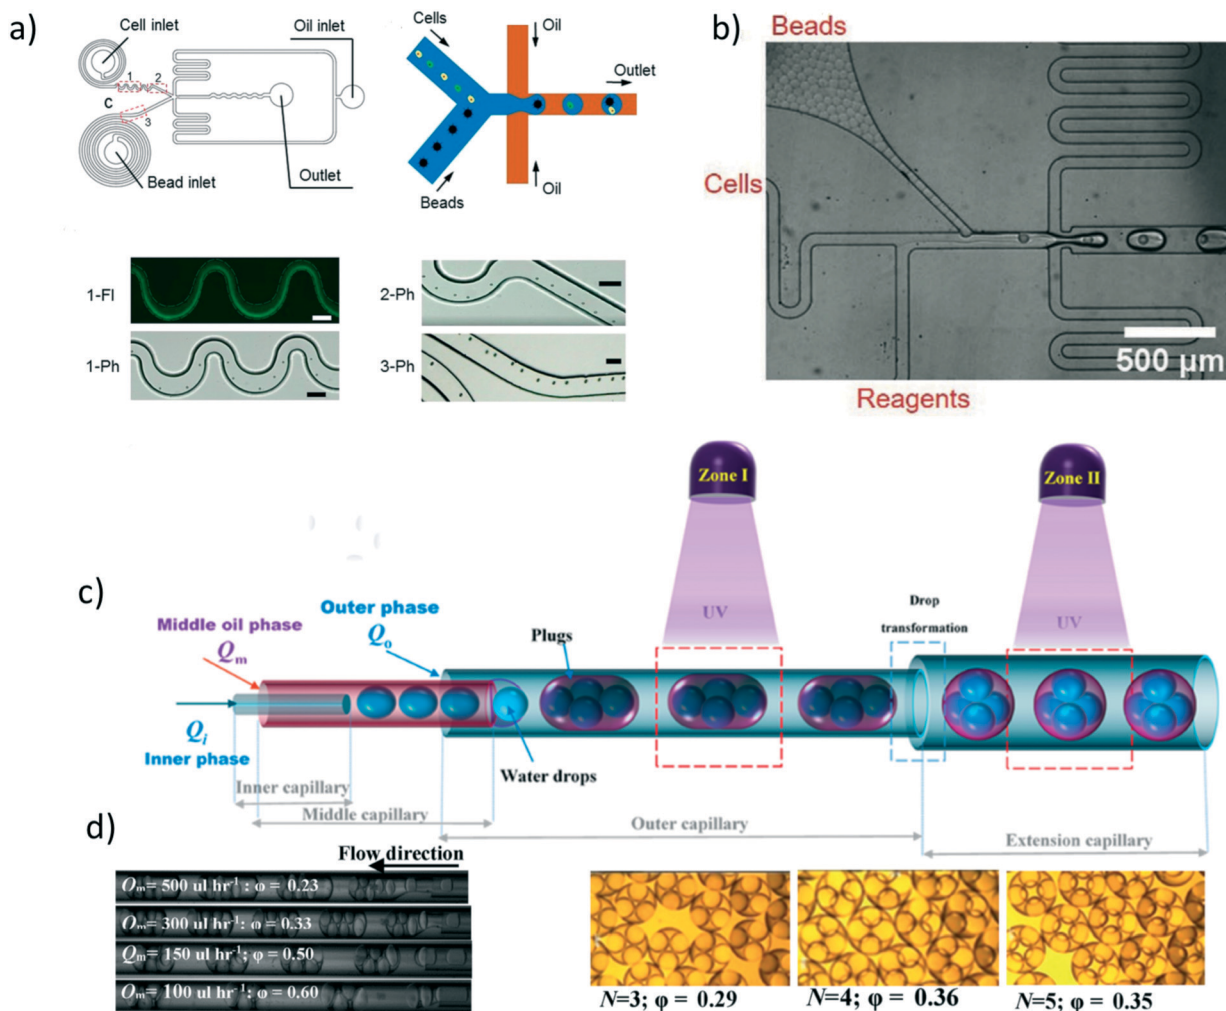 a)
Cell inlet
Oil inlet
1
2
C
3
Bead inlet
Outlet
Cells
Oil
Outlet
Beads
Oil
b)
Beads
Cells
500 µm
Reagents
1-Fl
2-Ph
1-Ph
3-Ph
Zone I
Zone II
c)
Middle oil phase
Qm
Outer phase
Qo
Plugs
UV
Drop
transformation
UV
Qi
Inner phase
Water drops
Inner capillary
Middle capillary
Outer capillary
Extension capillary
d)
Flow direction
Qm= 500 ul hr-1 : φ = 0.23
Qm= 300 ul hr-1; φ = 0.33
Qm= 150 ul hr-1; φ = 0.50
Qm= 100 ul hr-1; φ = 0.60
N=3; φ = 0.29
N=4; φ = 0.36
N=5; φ = 0.35